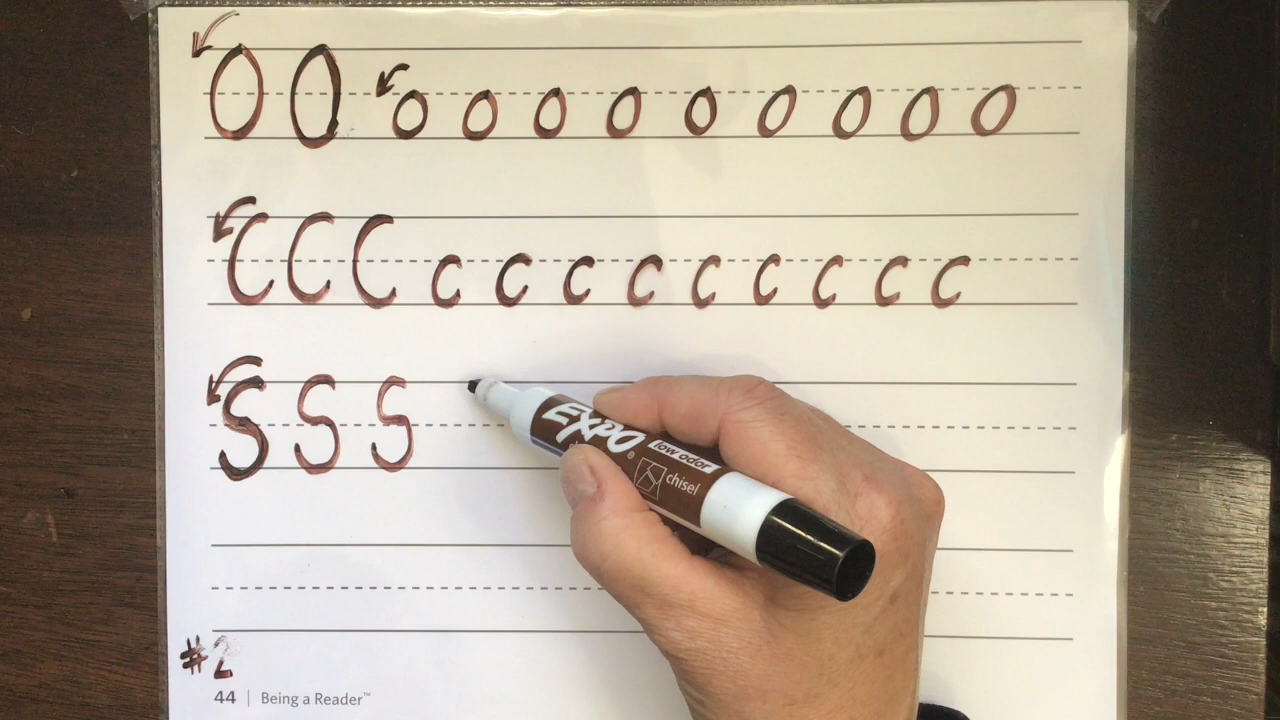 O O o o o o o o o o o
C C C c c c c c c c c c
S S S
EXPO® low odor
chisel
#2
44 | Being a Reader™